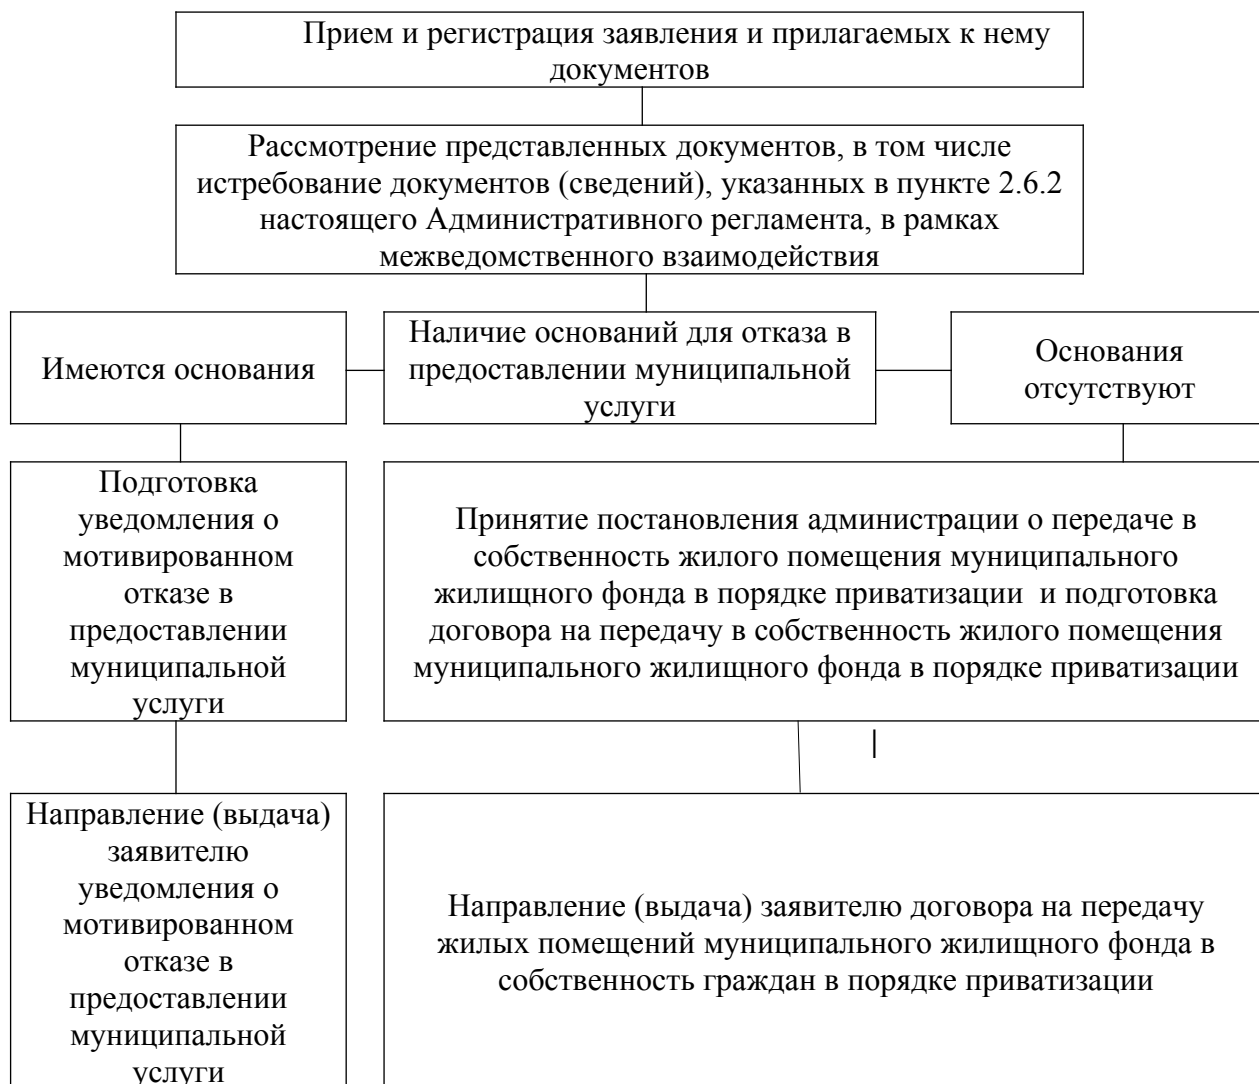 Прием и регистрация заявления и прилагаемых к нему
документов
Рассмотрение представленных документов, в том числе
истребование документов (сведений), указанных в пункте 2.6.2
настоящего Административного регламента, в рамках
межведомственного взаимодействия
Имеются основания
Наличие оснований для отказа в
предоставлении муниципальной
услуги
Основания
отсутствуют
Подготовка
уведомления о
мотивированном
отказе в
предоставлении
муниципальной
услуги
Принятие постановления администрации о передаче в
собственность жилого помещения муниципального
жилищного фонда в порядке приватизации  и подготовка
договора на передачу в собственность жилого помещения
муниципального жилищного фонда в порядке приватизации
Направление (выдача)
заявителю
уведомления о
мотивированном
отказе в
предоставлении
муниципальной
услуги
Направление (выдача) заявителю договора на передачу
жилых помещений муниципального жилищного фонда в
собственность граждан в порядке приватизации